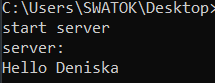 C:\Users\SWATOK\Desktop>
start server
server:
Hello Deniska